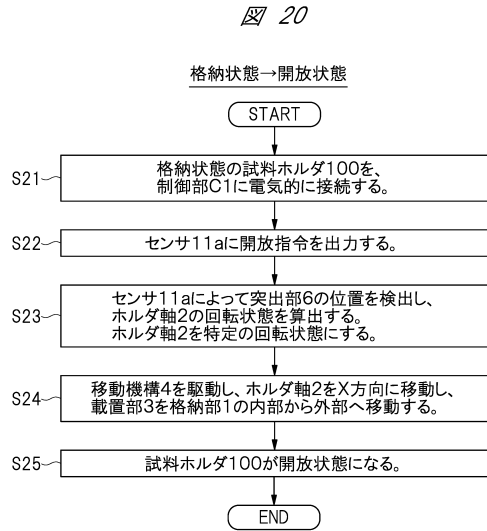 図 20
格納状態→開放状態
START
S21
格納状態の試料ホルダ100を、
制御部C1に電気的に接続する。
S22
センサ11aに開放指令を出力する。
S23
センサ11aによって突出部6の位置を検出し、
ホルダ軸2の回転状態を算出する。
ホルダ軸2を特定の回転状態にする。
S24
移動機構4を駆動し、ホルダ軸2をX方向に移動し、
載置部3を格納部1の内部から外部へ移動する。
S25
試料ホルダ100が開放状態になる。
END